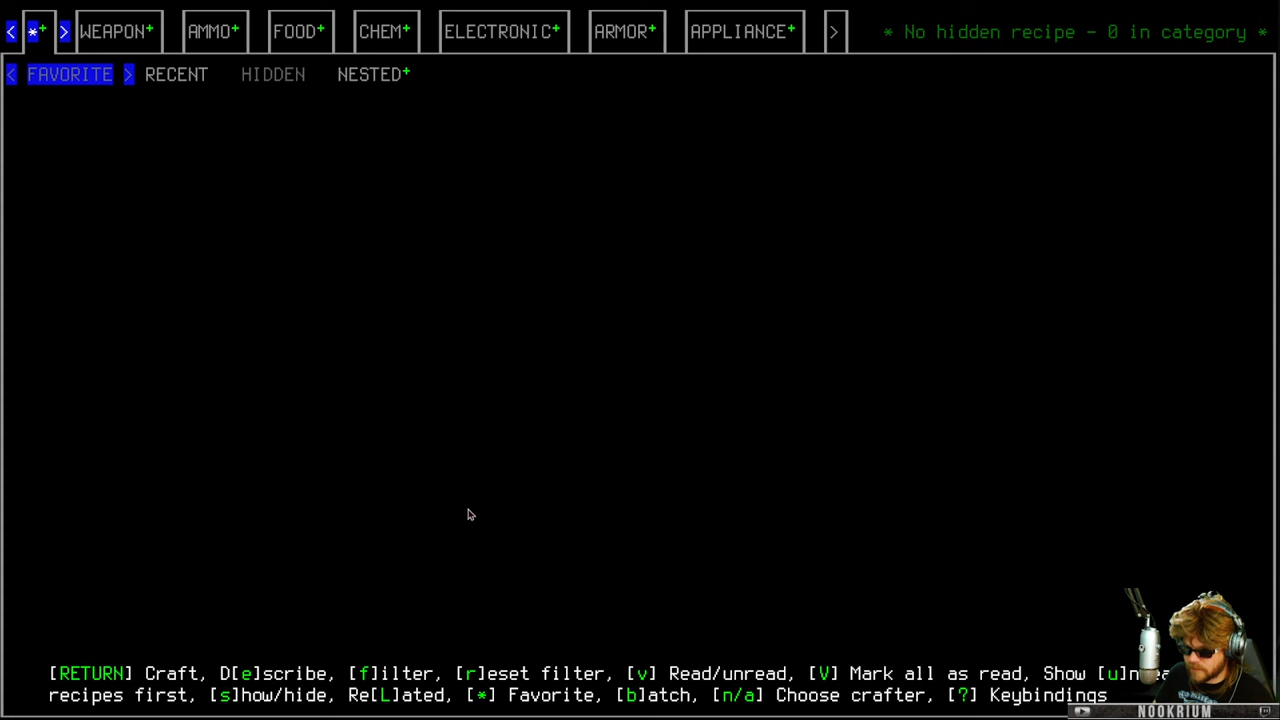 < *+ > WEAPON+ AMMO+ FOOD+ CHEM+ ELECTRONIC+ ARMOR+ APPLIANCE+ > * No hidden recipe - 0 in category *
< FAVORITE > RECENT HIDDEN NESTED+
[RETURN] Craft, D[e]scribe, [f]ilter, [r]eset filter, [v] Read/unread, [V] Mark all as read, Show [u]n
recipes first, [s]how/hide, Re[L]ated, [*] Favorite, [b]atch, [n/a] Choose crafter, [?] Keybindings
NOOKRIUM